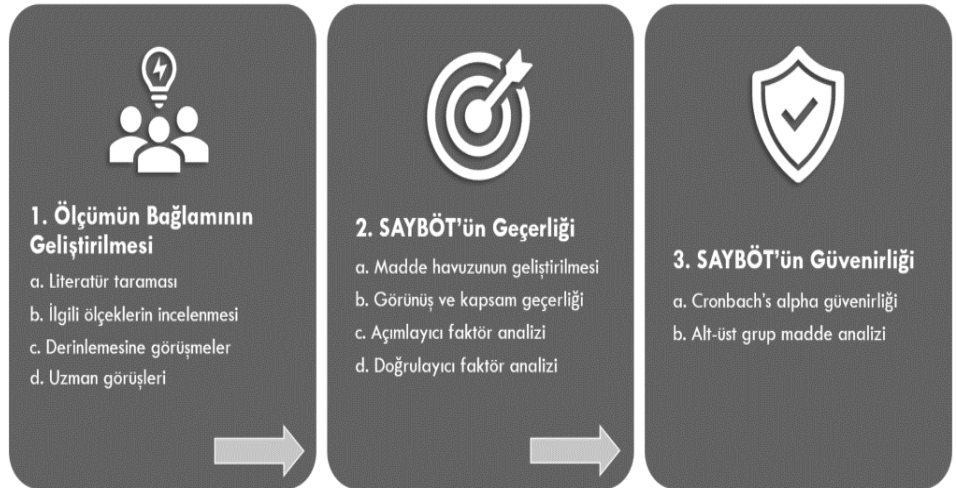 1. Ölçümün Bağlamının
Geliştirilmesi
a. Literatür taraması
b. İlgili ölçeklerin incelenmesi
c. Derinlemesine görüşmeler
d. Uzman görüşleri
2. SAYBÖT'ün Geçerliği
a. Madde havuzunun geliştirilmesi
b. Görünüş ve kapsam geçerliği
c. Açımlayıcı faktör analizi
d. Doğrulayıcı faktör analizi
3. SAYBÖT'ün Güvenirliği
a. Cronbach's alpha güvenirliği
b. Alt-üst grup madde analizi